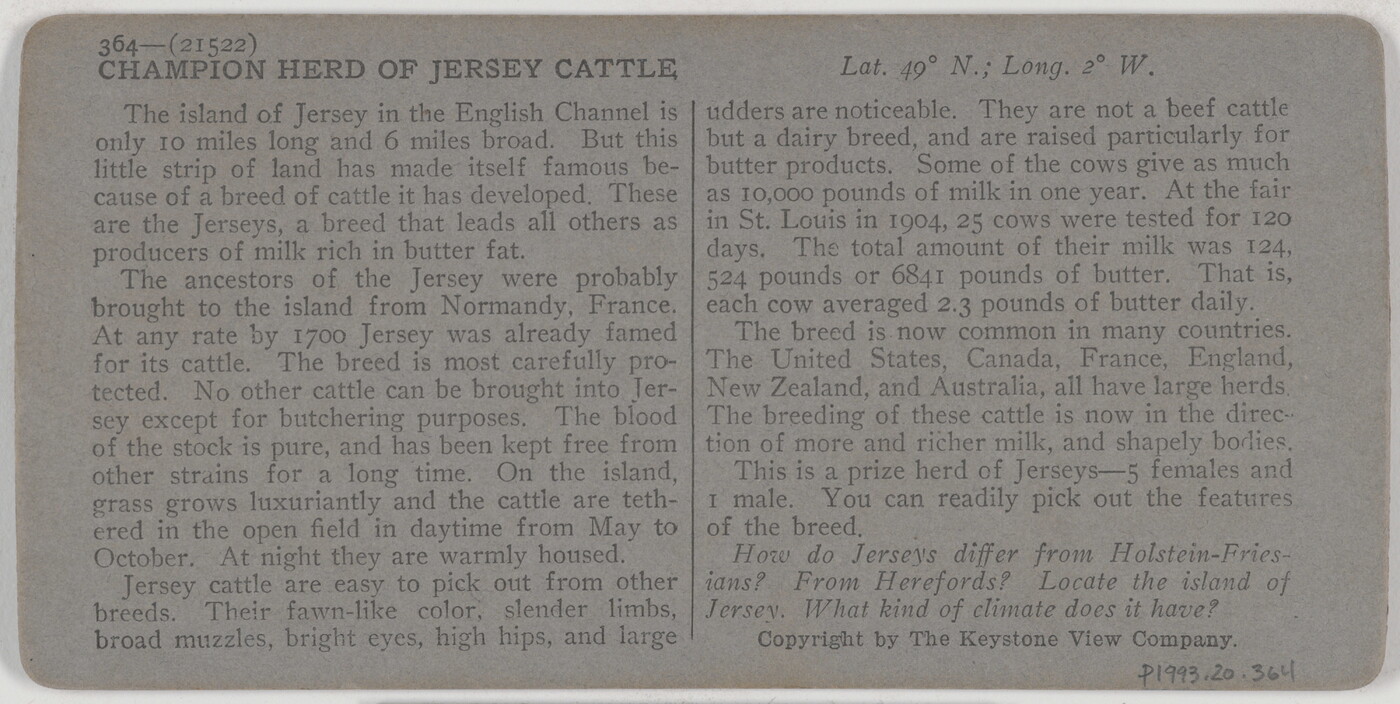 364—(21522)
CHAMPION HERD OF JERSEY CATTLE
Lat. 49° N.; Long. 2° W.
The island of Jersey in the English Channel is
only 10 miles long and 6 miles broad. But this
little strip of land has made itself famous be-
cause of a breed of cattle it has developed. These
are the Jerseys, a breed that leads all others as
producers of milk rich in butter fat.
The ancestors of the Jersey were probably
brought to the island from Normandy, France.
At any rate by 1700 Jersey was already famed
for its cattle. The breed is most carefully pro-
tected. No other cattle can be brought into Jer-
sey except for butchering purposes. The blood
of the stock is pure, and has been kept free from
other strains for a long time. On the island,
grass grows luxuriantly and the cattle are teth-
ered in the open field in daytime from May to
October. At night they are warmly housed.
Jersey cattle are easy to pick out from other
breeds. Their fawn-like color, slender limbs,
broad muzzles, bright eyes, high hips, and large
udders are noticeable. They are not a beef cattle
but a dairy breed, and are raised particularly for
butter products. Some of the cows give as much
as 10,000 pounds of milk in one year. At the fair
in St. Louis in 1904, 25 cows were tested for 120
days. The total amount of their milk was 124,
524 pounds or 6841 pounds of butter. That is,
each cow averaged 2.3 pounds of butter daily.
The breed is now common in many countries.
The United States, Canada, France, England,
New Zealand, and Australia, all have large herds.
The breeding of these cattle is now in the direc-
tion of more and richer milk, and shapely bodies.
This is a prize herd of Jerseys—5 females and
1 male. You can readily pick out the features
of the breed.
How do Jerseys differ from Holstein-Fries-
ians? From Herefords? Locate the island of
Jersey. What kind of climate does it have?
Copyright by The Keystone View Company.
P1993.20.364